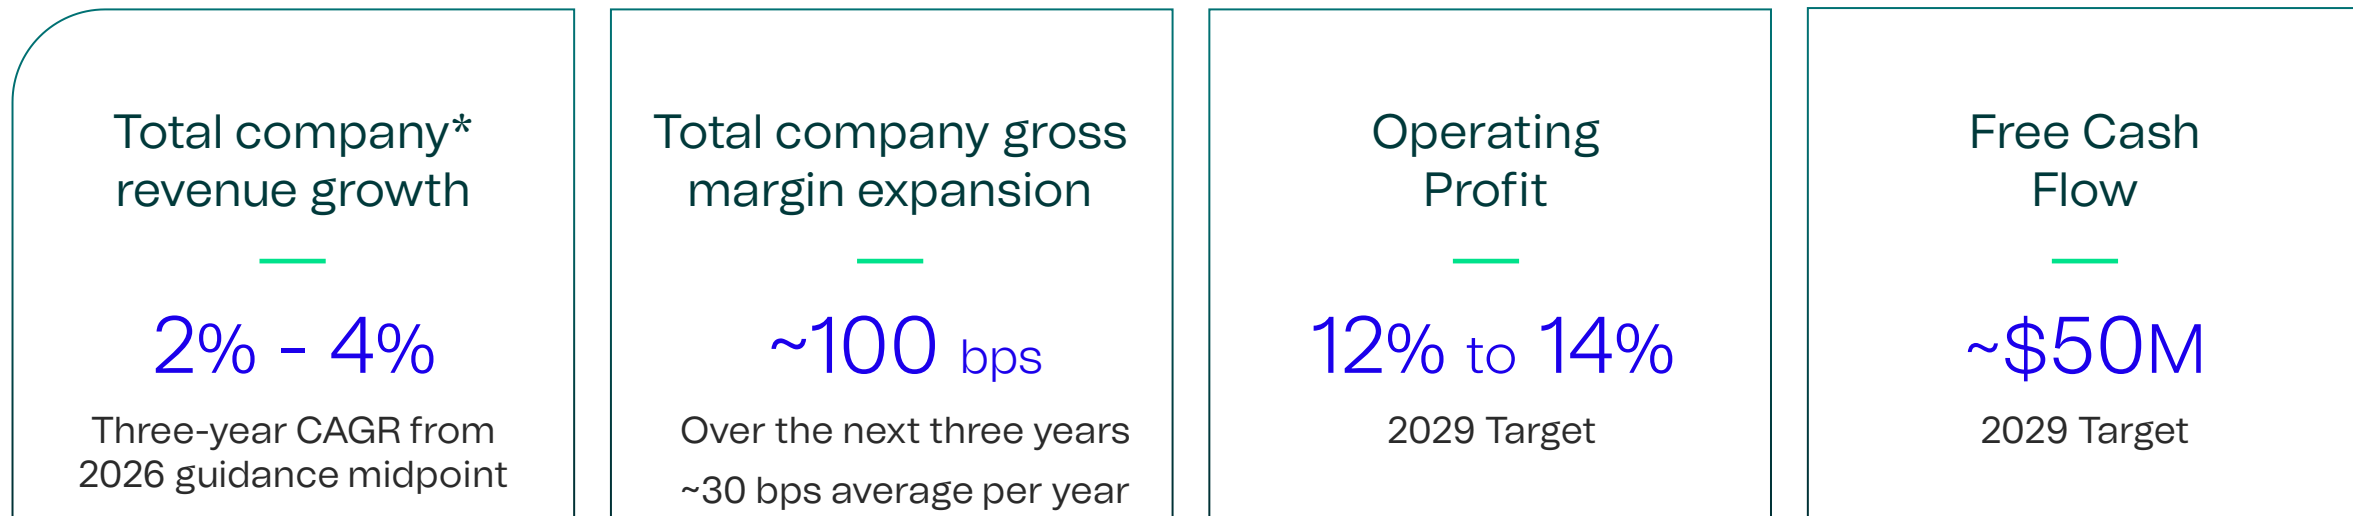 Total company*
revenue growth
2% - 4%
Three-year CAGR from
2026 guidance midpoint
Total company gross
margin expansion
~100 bps
Over the next three years
~30 bps average per year
Operating
Profit
12% to 14%
2029 Target
Free Cash
Flow
~$50M
2029 Target